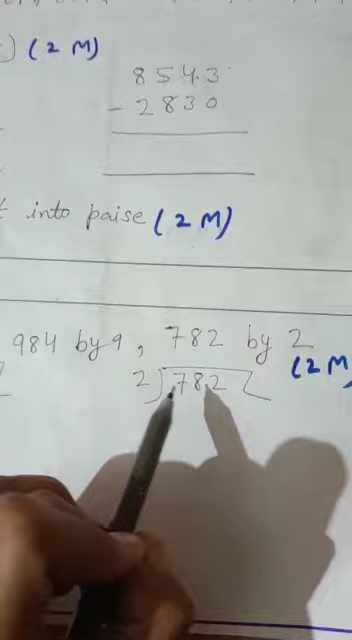 (2 M)
8543
- 2830
into paise (2 M)
984 by 9, 782 by 2
(2 M
2)782(